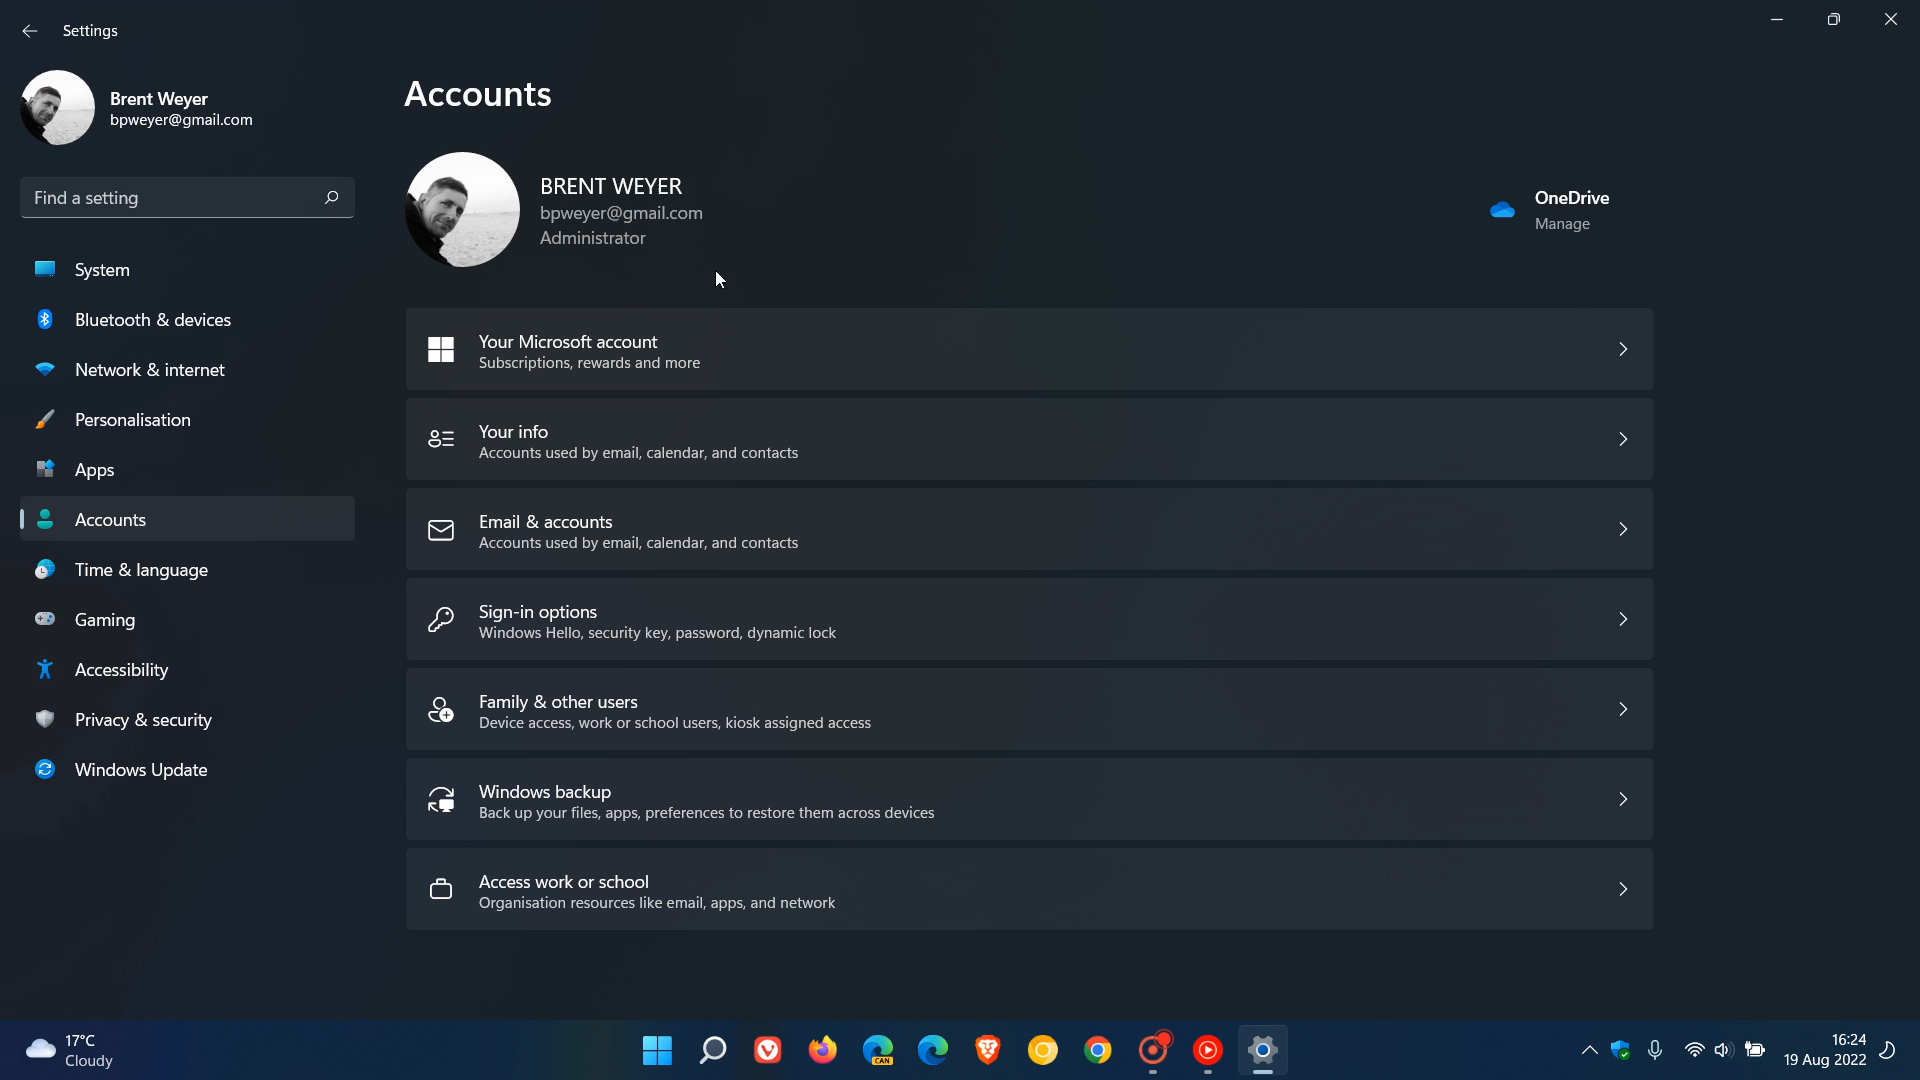 Settings
Brent Weyer
bpweyer@gmail.com
Find a setting
System
Bluetooth & devices
Network & internet
Personalisation
Apps
Accounts
Time & language
Gaming
Accessibility
Privacy & security
Windows Update
Accounts
BRENT WEYER
bpweyer@gmail.com
Administrator
OneDrive
Manage
Your Microsoft account
Subscriptions, rewards and more
Your info
Accounts used by email, calendar, and contacts
Email & accounts
Accounts used by email, calendar, and contacts
Sign-in options
Windows Hello, security key, password, dynamic lock
Family & other users
Device access, work or school users, kiosk assigned access
Windows backup
Back up your files, apps, preferences to restore them across devices
Access work or school
Organisation resources like email, apps, and network
17°C
Cloudy
CAN
16:24
19 Aug 2022